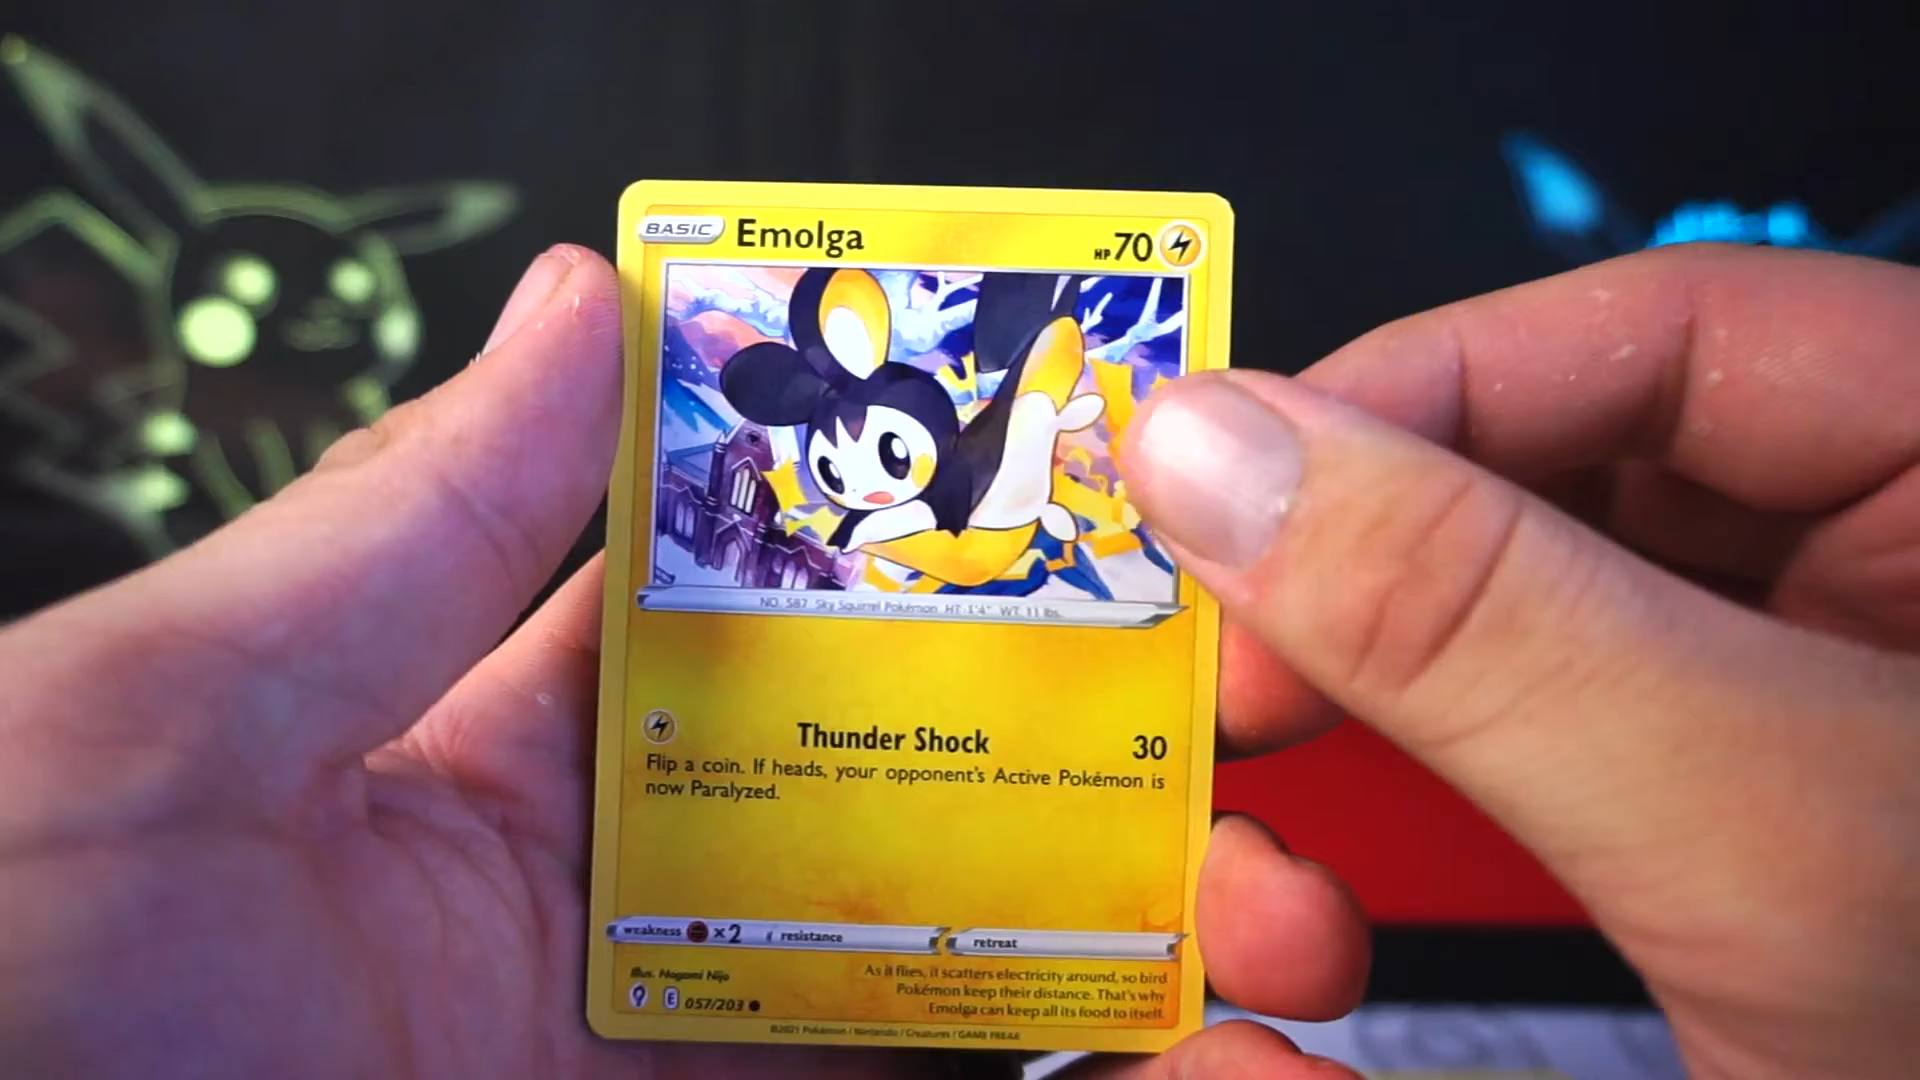 BASIC Emolga HP 70
NO. 587 Sky Squirrel Pokémon HT: 1'4" WT: 11 lbs.
Thunder Shock 30
Flip a coin. If heads, your opponent's Active Pokémon is
now Paralyzed.
weakness ×2 resistance retreat
Illus. Nagomi Nijo
As it flies, it scatters electricity around, so bird
Pokémon keep their distance. That's why
Emolga can keep all its food to itself.
E 057/203
©2021 Pokémon / Nintendo / Creatures / GAME FREAK